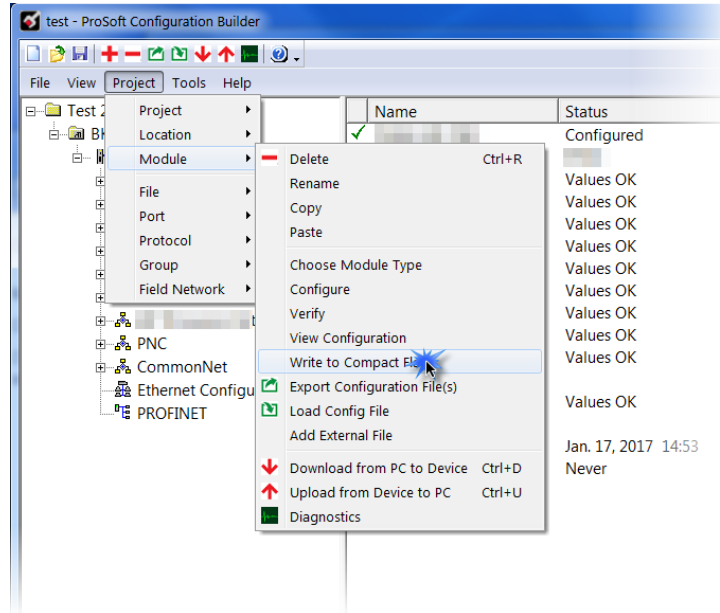 test - ProSoft Configuration Builder
File View Project Tools Help
Test 2
Name Status
Project
Configured
Location
Module
Delete Ctrl+R
Rename
Values OK
File
Copy
Values OK
Port
Paste
Values OK
Protocol
Values OK
Group
Choose Module Type
Values OK
Field Network
Configure
Values OK
Verify
Values OK
PNC
View Configuration
Values OK
CommonNet
Write to Compact
Values OK
Ethernet Configu
Export Configuration File(s)
PROFINET
Load Config File
Values OK
Add External File
Jan. 17, 2017 14:53
Download from PC to Device Ctrl+D
Never
Upload from Device to PC Ctrl+U
Diagnostics